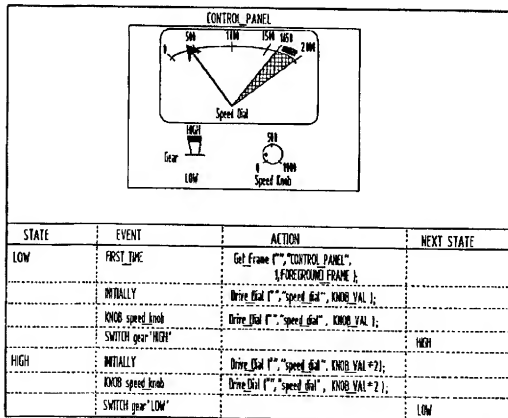 CONTROL_PANEL
0 500 1000 1500 1650 2000
Speed Dial
HIGH
Gear
LOW
500
0 1000
Speed Knob
STATE EVENT ACTION NEXT STATE
LOW FIRST_TIME Get_Frame ("","CONTROL_PANEL",
1,FOREGROUND_FRAME );
INITIALLY Drive_Dial ("","speed_dial", KNOB_VAL );
KNOB speed_knob Drive_Dial ("","speed_dial", KNOB_VAL );
SWITCH gear"HIGH" HIGH
HIGH INITIALLY Drive_Dial ("","speed_dial", KNOB_VAL*2);
KNOB speed_knob Drive_Dial ("","speed_dial", KNOB_VAL*2 );
SWITCH gear"LOW" LOW